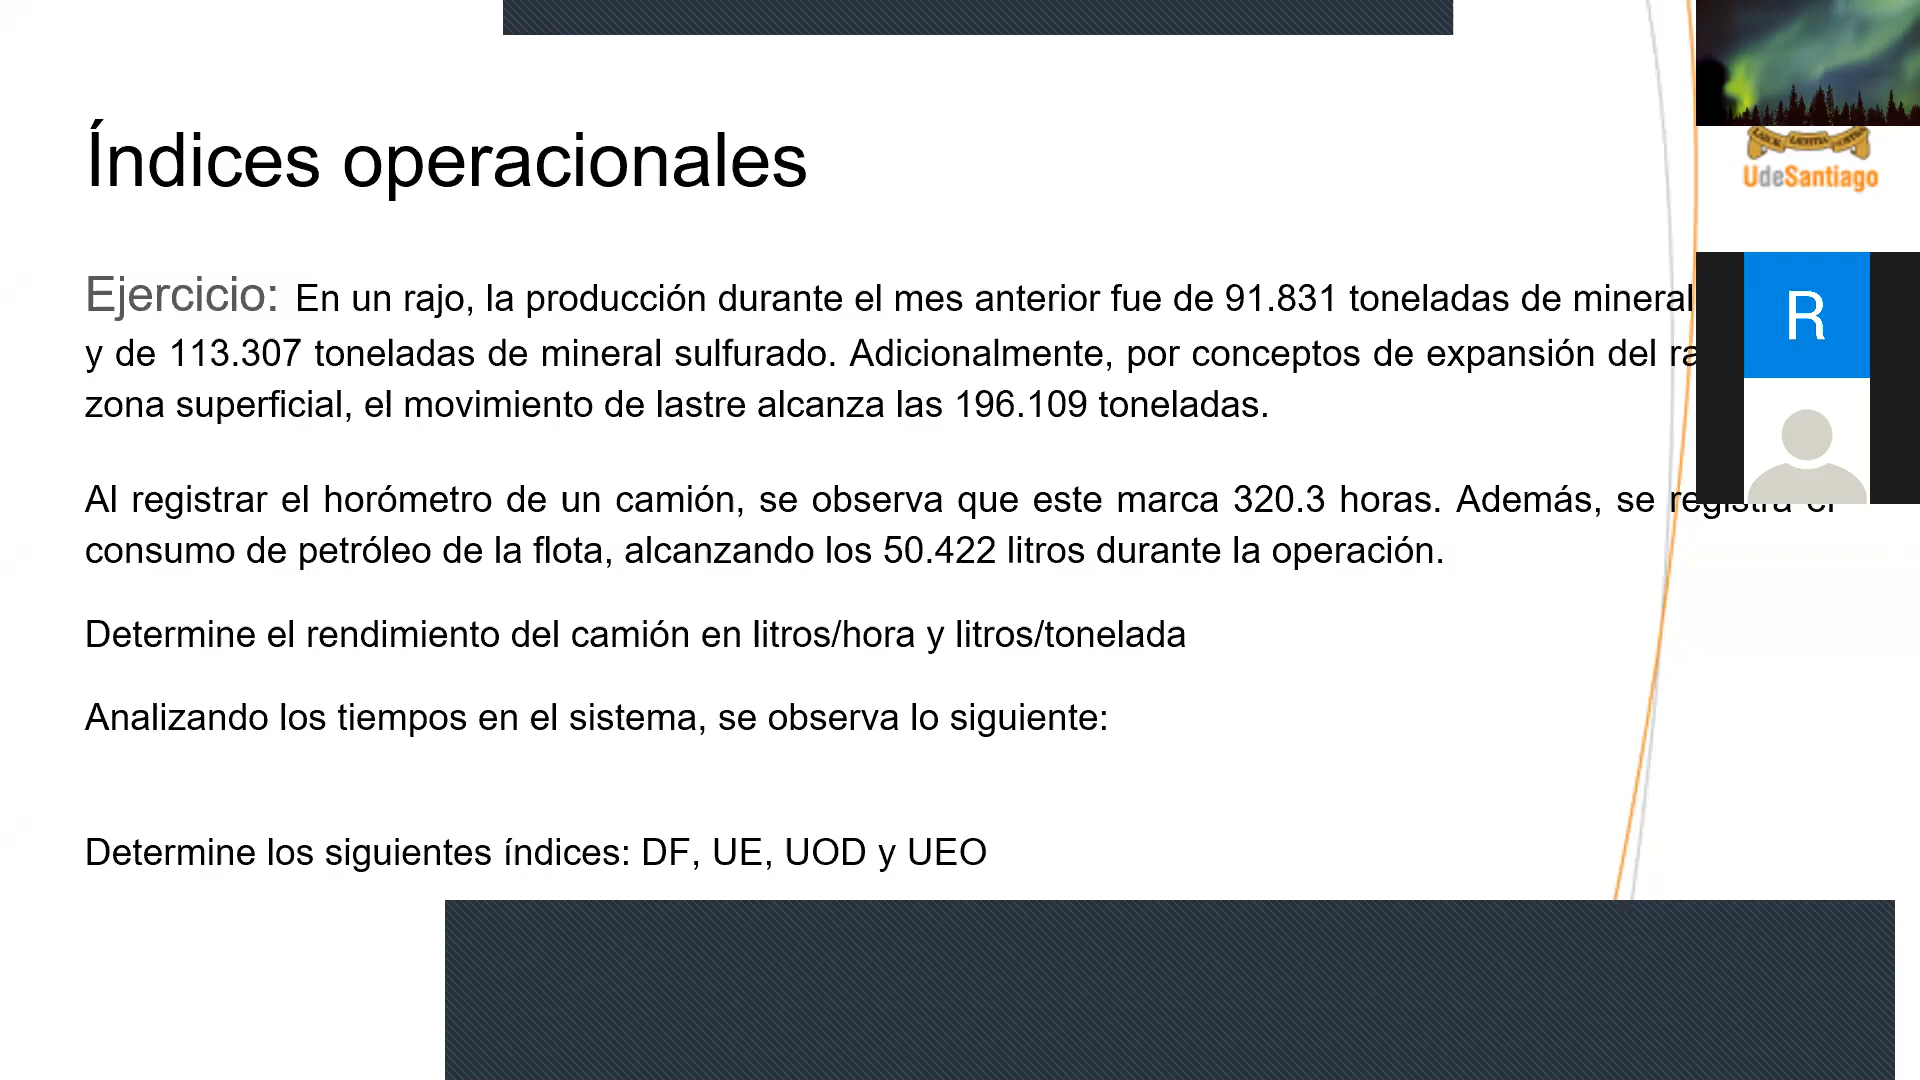 UdeSantiago
Índices operacionales
Ejercicio: En un rajo, la producción durante el mes anterior fue de 91.831 toneladas de mineral
y de 113.307 toneladas de mineral sulfurado. Adicionalmente, por conceptos de expansión del
zona superficial, el movimiento de lastre alcanza las 196.109 toneladas.
Al registrar el horómetro de un camión, se observa que este marca 320.3 horas. Además, se registra el
consumo de petróleo de la flota, alcanzando los 50.422 litros durante la operación.
Determine el rendimiento del camión en litros/hora y litros/tonelada
Analizando los tiempos en el sistema, se observa lo siguiente:
Determine los siguientes índices: DF, UE, UOD y UEO
R